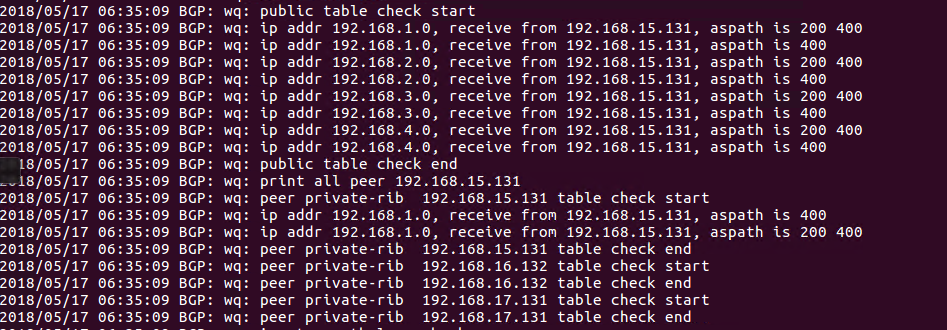 2018/05/17 06:35:09 BGP: wq: public table check start
2018/05/17 06:35:09 BGP: wq: ip addr 192.168.1.0, receive from 192.168.15.131, aspath is 200 400
2018/05/17 06:35:09 BGP: wq: ip addr 192.168.1.0, receive from 192.168.15.131, aspath is 400
2018/05/17 06:35:09 BGP: wq: ip addr 192.168.2.0, receive from 192.168.15.131, aspath is 200 400
2018/05/17 06:35:09 BGP: wq: ip addr 192.168.2.0, receive from 192.168.15.131, aspath is 400
2018/05/17 06:35:09 BGP: wq: ip addr 192.168.3.0, receive from 192.168.15.131, aspath is 200 400
2018/05/17 06:35:09 BGP: wq: ip addr 192.168.3.0, receive from 192.168.15.131, aspath is 400
2018/05/17 06:35:09 BGP: wq: ip addr 192.168.4.0, receive from 192.168.15.131, aspath is 200 400
2018/05/17 06:35:09 BGP: wq: ip addr 192.168.4.0, receive from 192.168.15.131, aspath is 400
18/05/17 06:35:09 BGP: wq: public table check end
2018/05/17 06:35:09 BGP: wq: print all peer 192.168.15.131
2018/05/17 06:35:09 BGP: wq: peer private-rib  192.168.15.131 table check start
2018/05/17 06:35:09 BGP: wq: ip addr 192.168.1.0, receive from 192.168.15.131, aspath is 400
2018/05/17 06:35:09 BGP: wq: ip addr 192.168.1.0, receive from 192.168.15.131, aspath is 200 400
2018/05/17 06:35:09 BGP: wq: peer private-rib  192.168.15.131 table check end
2018/05/17 06:35:09 BGP: wq: peer private-rib  192.168.16.132 table check start
2018/05/17 06:35:09 BGP: wq: peer private-rib  192.168.16.132 table check end
2018/05/17 06:35:09 BGP: wq: peer private-rib  192.168.17.131 table check start
2018/05/17 06:35:09 BGP: wq: peer private-rib  192.168.17.131 table check end